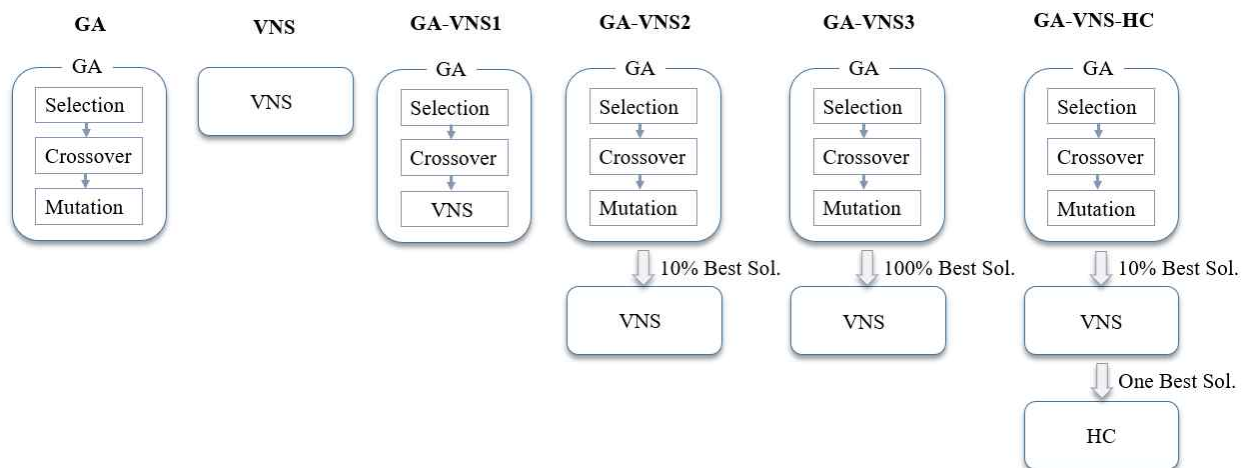 GA VNS GA-VNS1 GA-VNS2 GA-VNS3 GA-VNS-HC
GA GA GA GA GA
VNS
Selection Selection Selection Selection Selection
Crossover Crossover Crossover Crossover Crossover
Mutation VNS Mutation Mutation Mutation
10% Best Sol. 100% Best Sol. 10% Best Sol.
VNS VNS VNS
One Best Sol.
HC